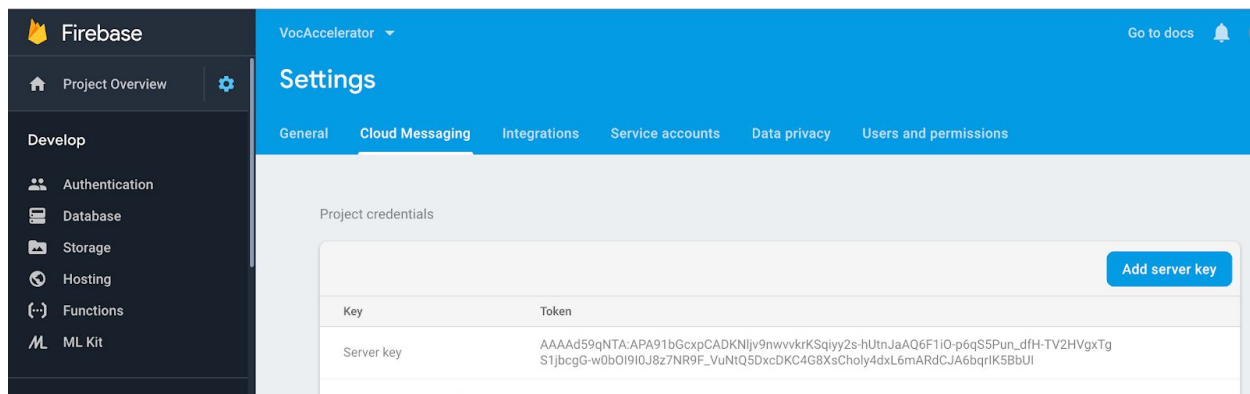 Firebase
VocAccelerator
Go to docs
Project Overview
Settings
General Cloud Messaging Integrations Service accounts Data privacy Users and permissions
Develop
Authentication
Database
Storage
Hosting
Functions
ML Kit
Project credentials
Add server key
Key Token
Server key
AAAAd59qNTA:APA91bGcxpCADKNljv9nwvvkrKSqiyy2s-hUtnJaAQ6F1iO-p6qS5Pun_dfH-TV2HVgxTg
S1jbcgG-w0bOI9I0J8z7NR9F_VuNtQ5DxcDKC4G8XsCholy4dxL6mARdCJA6bqrlK5BbUI